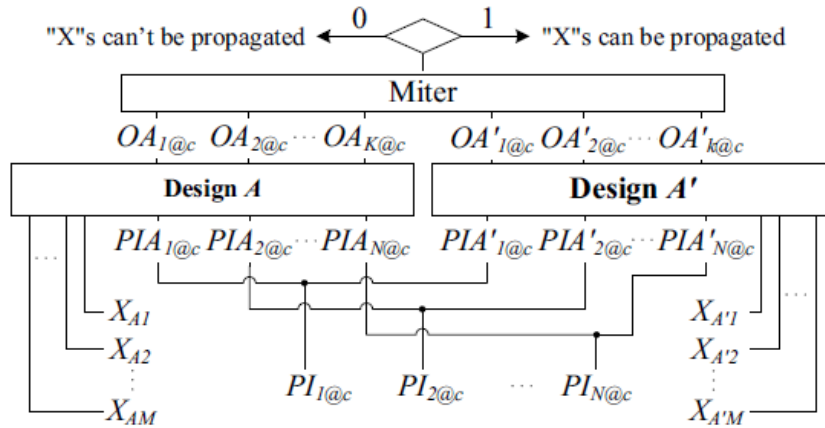 0 1
"X"s can't be propagated "X"s can be propagated
Miter
OA1@c OA2@c ··· OAK@c OA'1@c OA'2@c ··· OA'k@c
Design A Design A'
... PIA1@c PIA2@c ··· PIAN@c PIA'1@c PIA'2@c ··· PIA'N@c ...
XA1 XA'1
XA2 XA'2
⋮ PI1@c PI2@c ... PIN@c ⋮
XAM XA'M